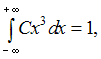 ∫_{-∞}^{+∞} Cx³ dx = 1,